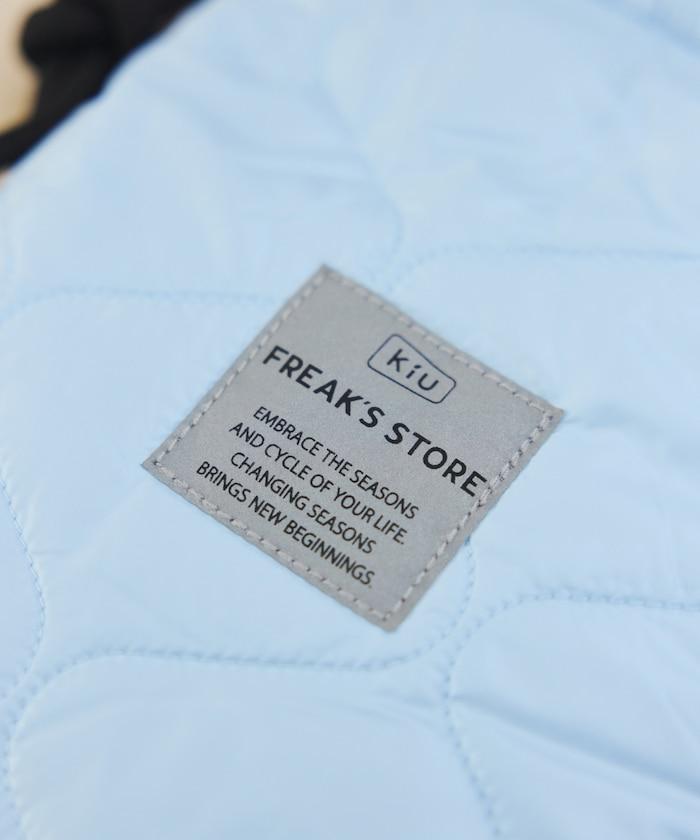 KiU
FREAK'S STORE
EMBRACE THE SEASONS
AND CYCLE OF YOUR LIFE.
CHANGING SEASONS
BRINGS NEW BEGINNINGS.